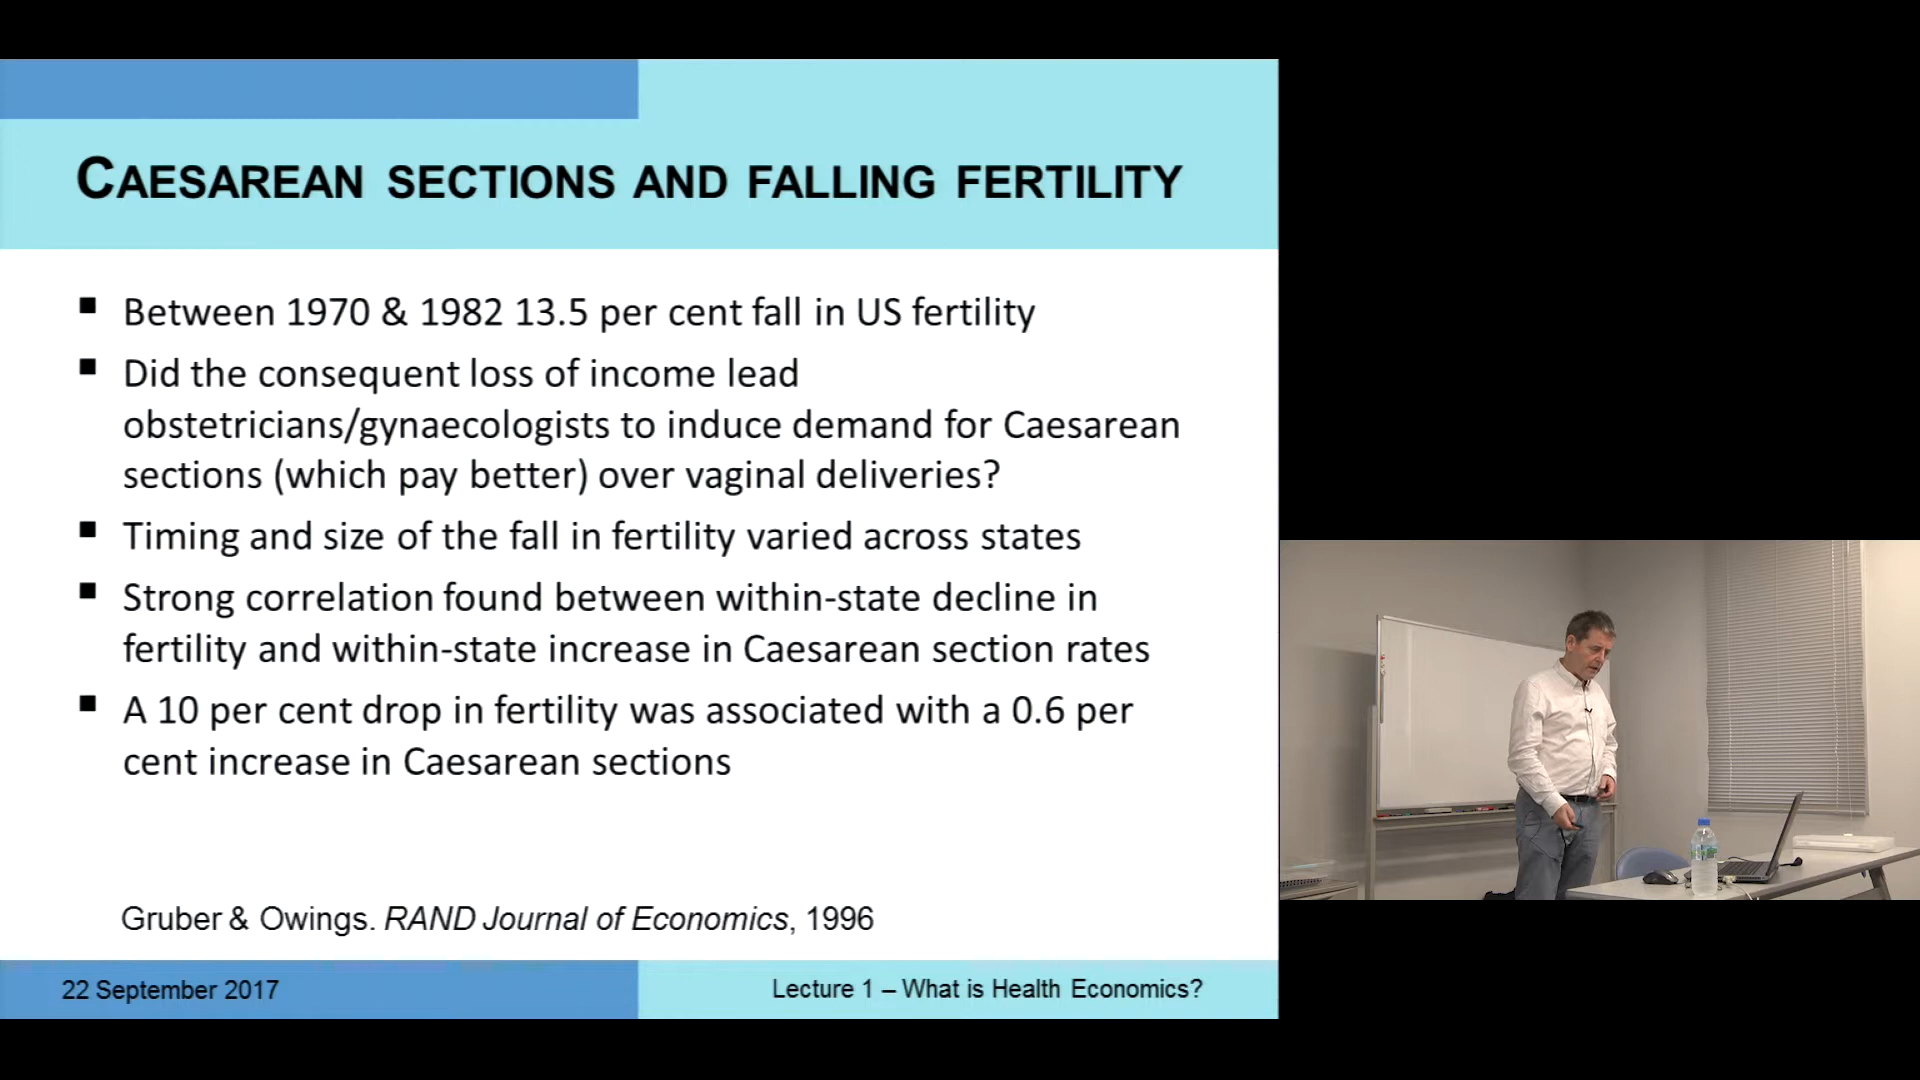 CAESAREAN SECTIONS AND FALLING FERTILITY
▪ Between 1970 & 1982 13.5 per cent fall in US fertility
▪ Did the consequent loss of income lead
obstetricians/gynaecologists to induce demand for Caesarean
sections (which pay better) over vaginal deliveries?
▪ Timing and size of the fall in fertility varied across states
▪ Strong correlation found between within-state decline in
fertility and within-state increase in Caesarean section rates
▪ A 10 per cent drop in fertility was associated with a 0.6 per
cent increase in Caesarean sections
Gruber & Owings. RAND Journal of Economics, 1996
22 September 2017
Lecture 1 – What is Health Economics?